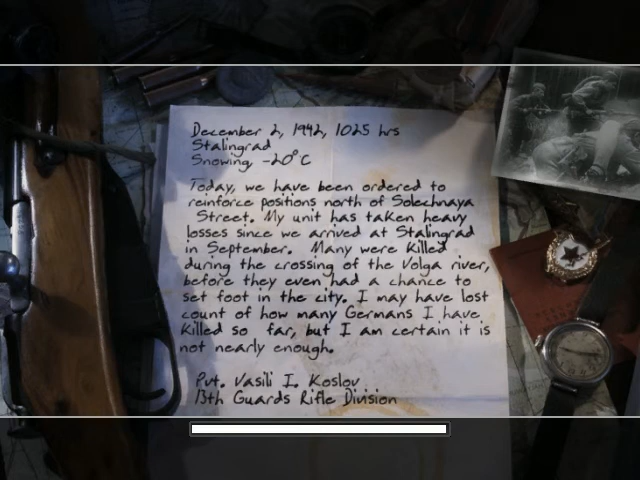 December 2, 1942, 1025 hrs
Stalingrad
Snowing, -20°C
Today, we have been ordered to
reinforce positions north of Solechnaya
Street. My unit has taken heavy
losses since we arrived at Stalingrad
in September. Many were killed
during the crossing of the Volga river,
before they even had a chance to
set foot in the city. I may have lost
count of how many Germans I have
killed so far, but I am certain it is
not nearly enough.
Pvt. Vasili I. Koslov
13th Guards Rifle Division